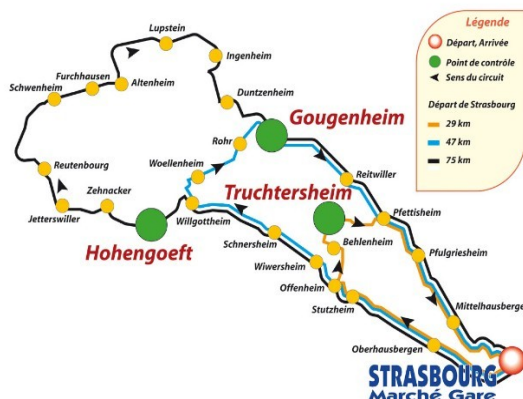 Légende
Départ, Arrivée
Point de contrôle
Sens du circuit
Départ de Strasbourg
29 km
47 km
75 km
Lupstein
Ingenheim
Furchhausen
Altenheim
Schwenheim
Duntzenheim
Gougenheim
Rohr
Woellenheim
Reutenbourg
Reitwiller
Truchtersheim
Zehnacker
Pfettisheim
Jetterswiller
Willgottheim
Behlenheim
Hohengoeft
Schnersheim
Pfulgriesheim
Wiwersheim
Offenheim
Mittelhausberge
Stutzheim
Oberhausbergen
STRASBOURG
Marché Gare